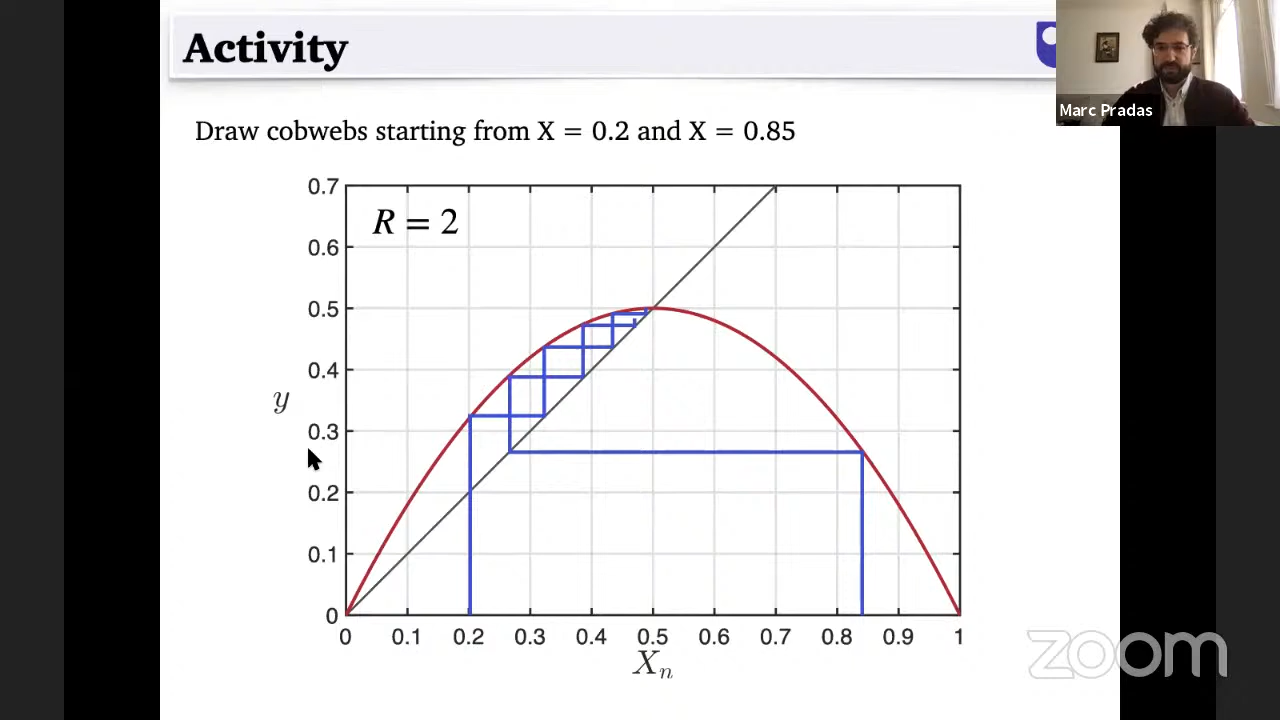 Activity
Marc Pradas
Draw cobwebs starting from X = 0.2 and X = 0.85
R = 2
0.7
0.6
0.5
0.4
0.3
0.2
0.1
0
y
0 0.1 0.2 0.3 0.4 0.5 0.6 0.7 0.8 0.9 1
Xₙ
zoom